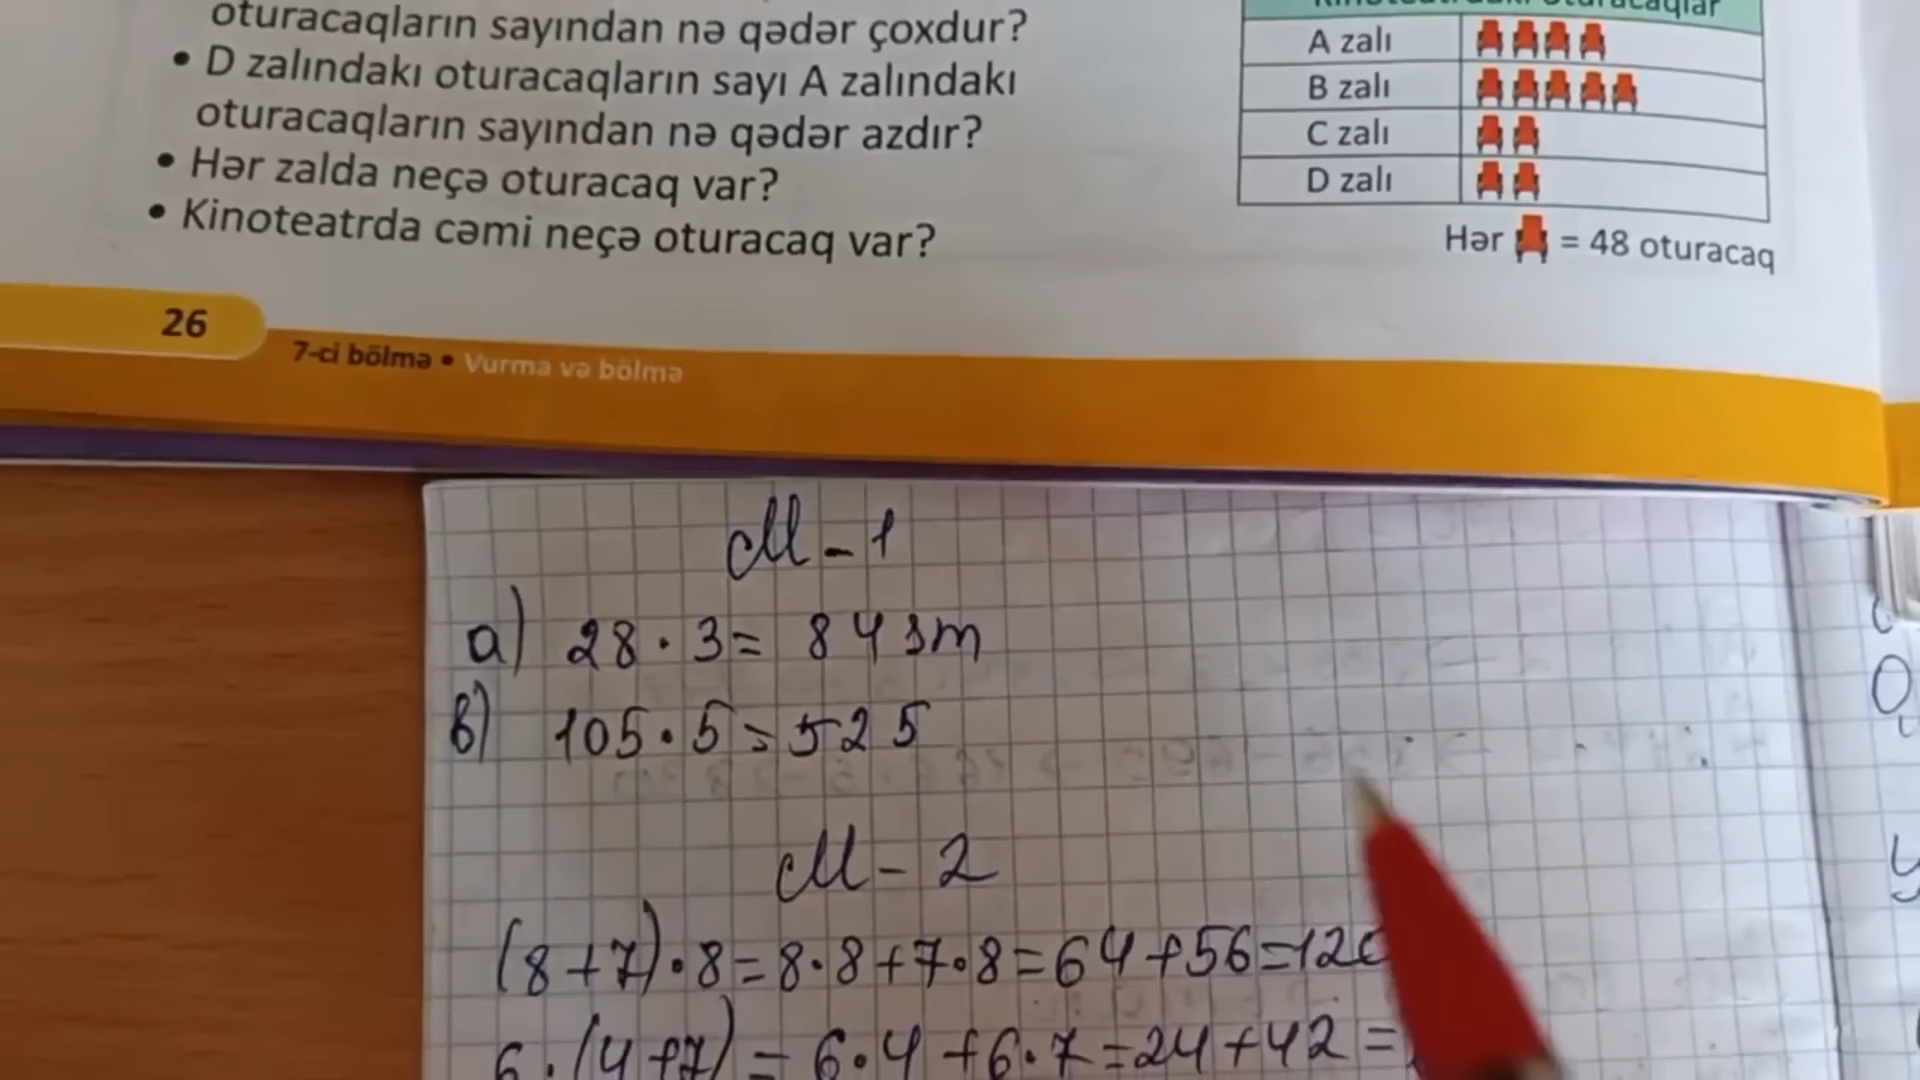 oturacaqların sayından nə qədər çoxdur?
• D zalındakı oturacaqların sayı A zalındakı
oturacaqların sayından nə qədər azdır?
• Hər zalda neçə oturacaq var?
• Kinoteatrda cəmi neçə oturacaq var?
Kinoteatrdakı oturacaqlar
A zalı
B zalı
C zalı
D zalı
Hər = 48 oturacaq
26
7-ci bölmə • Vurma və bölmə
M - 1
a) 28 · 3 = 84 sm
b) 105 · 5 = 525
M - 2
(8 + 7) · 8 = 8 · 8 + 7 · 8 = 64 + 56 = 120
6 · (4 + 7) = 6 · 4 + 6 · 7 = 24 + 42 =